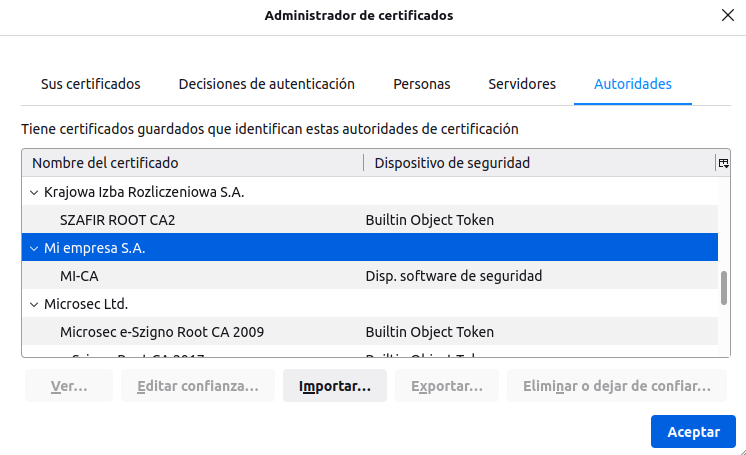 Administrador de certificados
Sus certificados Decisiones de autenticación Personas Servidores Autoridades
Tiene certificados guardados que identifican estas autoridades de certificación
Nombre del certificado Dispositivo de seguridad
Krajowa Izba Rozliczeniowa S.A.
SZAFIR ROOT CA2 Builtin Object Token
Mi empresa S.A.
MI-CA Disp. software de seguridad
Microsec Ltd.
Microsec e-Szigno Root CA 2009 Builtin Object Token
Ver... Editar confianza... Importar... Exportar... Eliminar o dejar de confiar...
Aceptar